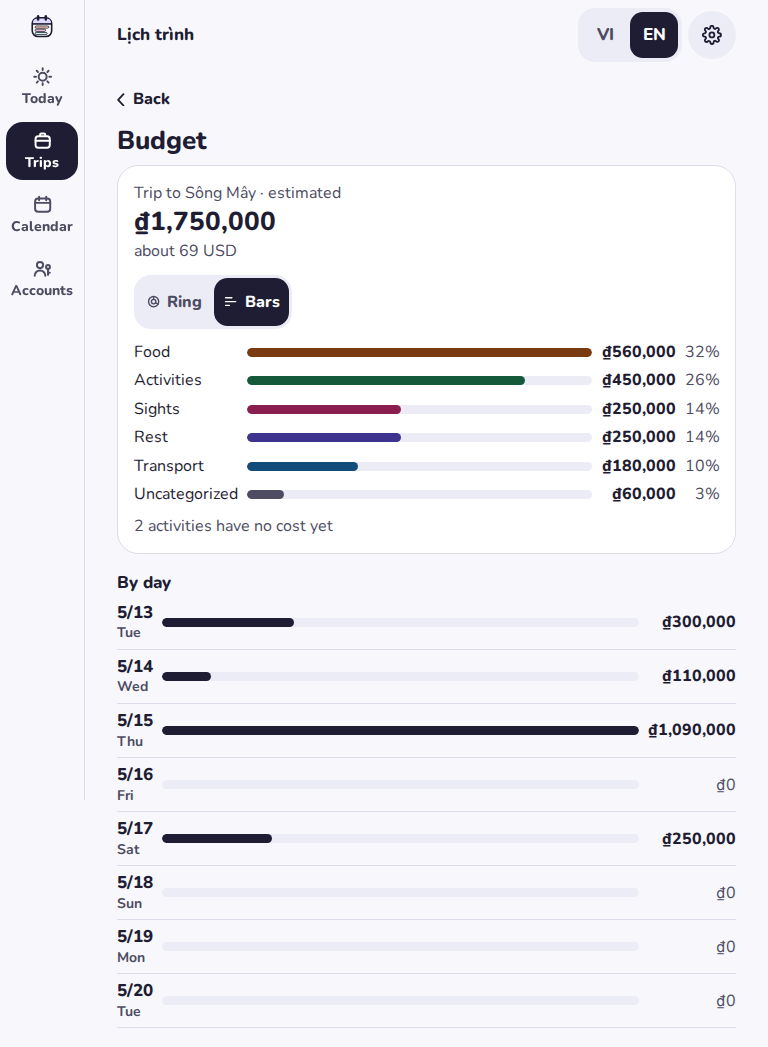 Lịch trình
VI
EN
Today
Trips
Calendar
Accounts
Back
Budget
Trip to Sông Mây · estimated
₫1,750,000
about 69 USD
Ring
Bars
Food ₫560,000 32%
Activities ₫450,000 26%
Sights ₫250,000 14%
Rest ₫250,000 14%
Transport ₫180,000 10%
Uncategorized ₫60,000 3%
2 activities have no cost yet
By day
5/13
Tue
₫300,000
5/14
Wed
₫110,000
5/15
Thu
₫1,090,000
5/16
Fri
₫0
5/17
Sat
₫250,000
5/18
Sun
₫0
5/19
Mon
₫0
5/20
Tue
₫0